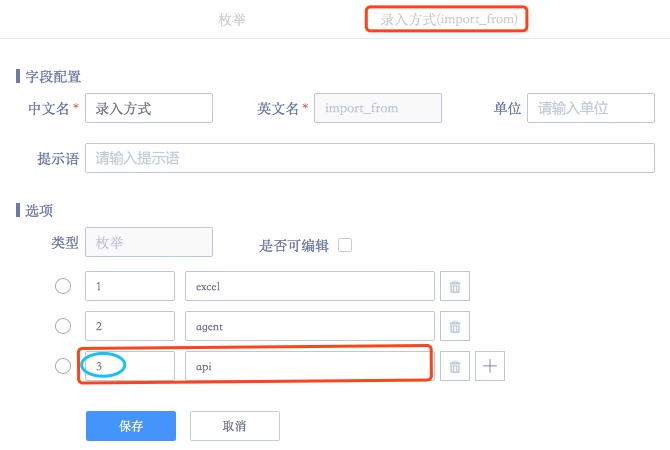 枚举 录入方式(import_from)
字段配置
中文名* 录入方式 英文名* import_from 单位 请输入单位
提示语 请输入提示语
选项
类型 枚举 是否可编辑
1 excel
2 agent
3 api
保存 取消